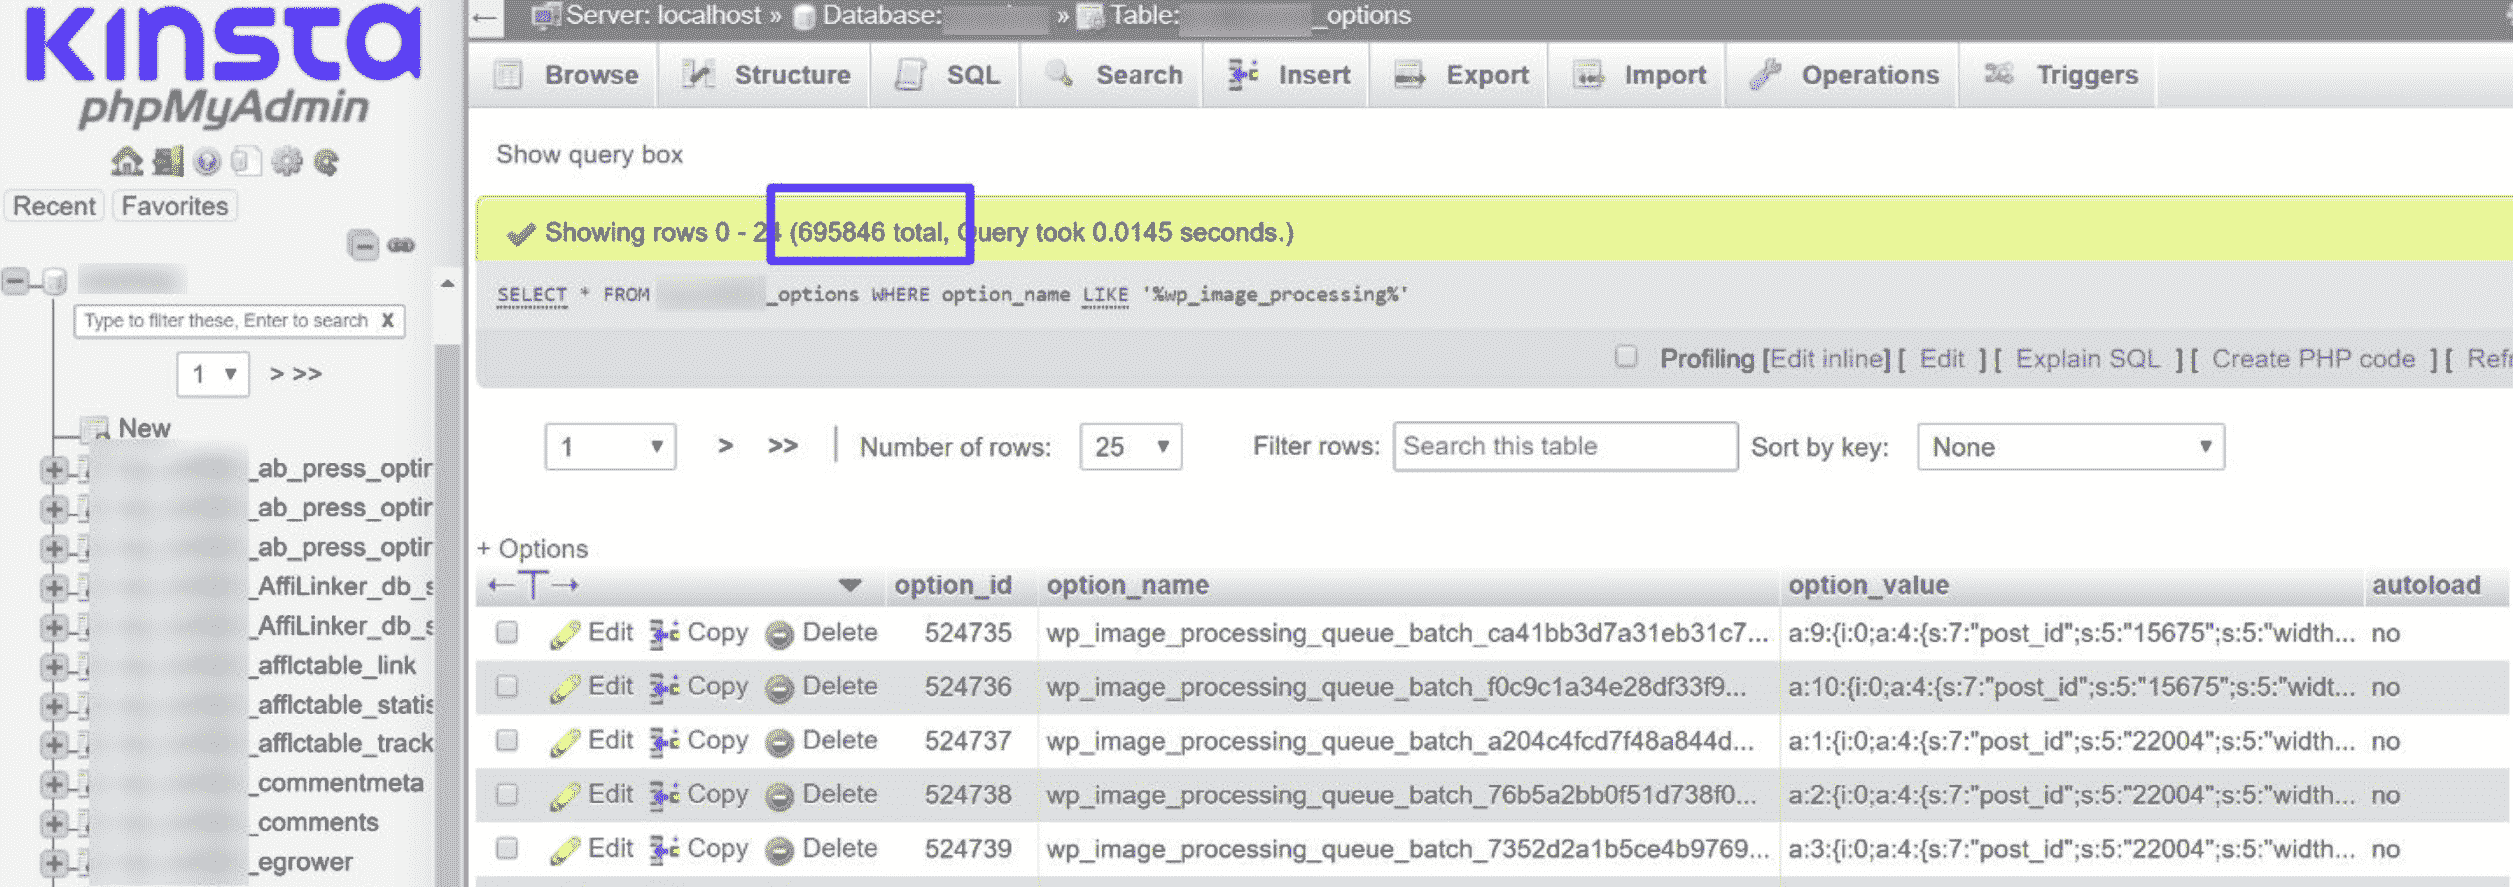 Kinsta
phpMyAdmin
Recent Favorites
Type to filter these, Enter to search X
1 ▼ > >>
New
_ab_press_optir
_ab_press_optir
_ab_press_optir
_AffiLinker_db_s
_AffiLinker_db_s
_afflctable_link
_afflctable_statis
_afflctable_track
_commentmeta
_comments
_egrower
← Server: localhost » Database: » Table: _options
Browse Structure SQL Search Insert Export Import Operations Triggers
Show query box
Showing rows 0 - 24 (695846 total, Query took 0.0145 seconds.)
SELECT * FROM _options WHERE option_name LIKE '%wp_image_processing%'
Profiling [Edit inline] [ Edit ] [ Explain SQL ] [ Create PHP code ] [ Refr
1 ▼ > >> | Number of rows: 25 ▼ Filter rows: Search this table Sort by key: None ▼
+ Options
←T→ ▼ option_id option_name option_value autoload
Edit Copy Delete 524735 wp_image_processing_queue_batch_ca41bb3d7a31eb31c7... a:9:{i:0;a:4:{s:7:"post_id";s:5:"15675";s:5:"width... no
Edit Copy Delete 524736 wp_image_processing_queue_batch_f0c9c1a34e28df33f9... a:10:{i:0;a:4:{s:7:"post_id";s:5:"15675";s:5:"widt... no
Edit Copy Delete 524737 wp_image_processing_queue_batch_a204c4fcd7f48a844d... a:1:{i:0;a:4:{s:7:"post_id";s:5:"22004";s:5:"width... no
Edit Copy Delete 524738 wp_image_processing_queue_batch_76b5a2bb0f51d738f0... a:2:{i:0;a:4:{s:7:"post_id";s:5:"22004";s:5:"width... no
Edit Copy Delete 524739 wp_image_processing_queue_batch_7352d2a1b5ce4b9769... a:3:{i:0;a:4:{s:7:"post_id";s:5:"22004";s:5:"width... no